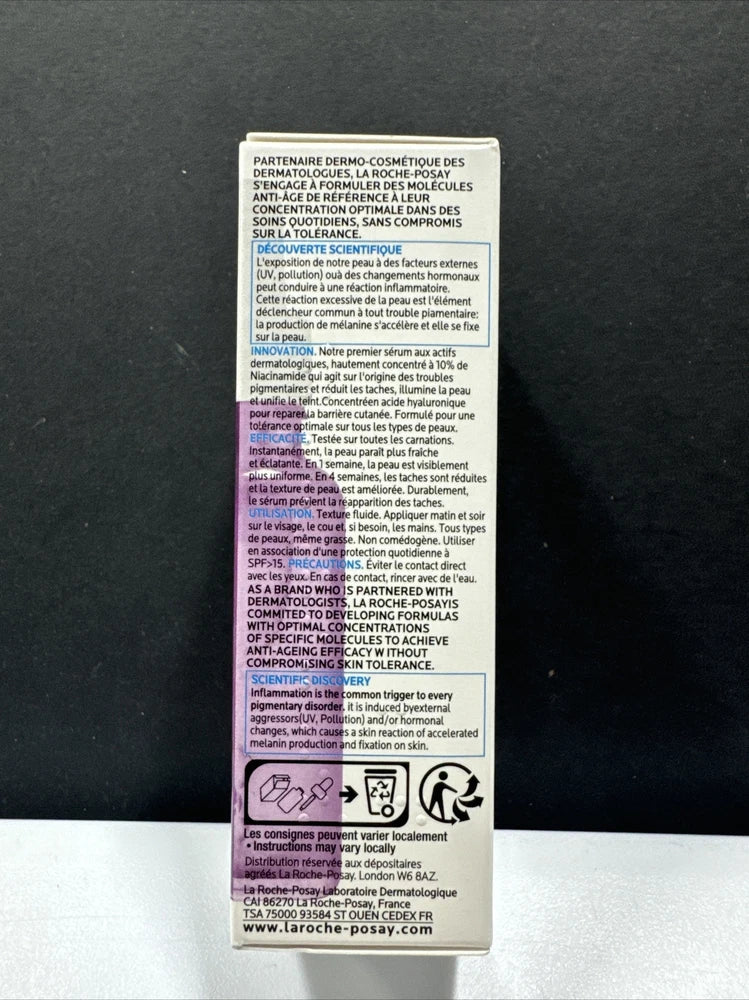 PARTENAIRE DERMO-COSMÉTIQUE DES
DERMATOLOGUES, LA ROCHE-POSAY
S'ENGAGE À FORMULER DES MOLÉCULES
ANTI-ÂGE DE RÉFÉRENCE À LEUR
CONCENTRATION OPTIMALE DANS DES
SOINS QUOTIDIENS, SANS COMPROMIS
SUR LA TOLÉRANCE.
DÉCOUVERTE SCIENTIFIQUE
L'exposition de notre peau à des facteurs externes
(UV, pollution) ouà des changements hormonaux
peut conduire à une réaction inflammatoire.
Cette réaction excessive de la peau est l'élément
déclencheur commun à tout trouble piamentaire:
la production de mélanine s'accélère et elle se fixe
sur la peau.
INNOVATION. Notre premier sérum aux actifs
dermatologiques, hautement concentré à 10% de
Niacinamide qui agit sur l'origine des troubles
pigmentaires et réduit les taches, illumine la peau
et unifie le teint.Concentréen acide hyaluronique
pour reparer la barrière cutanée. Formulé pour une
tolérance optimale sur tous les types de peaux.
EFFICACITÉ. Testée sur toutes les carnations.
Instantanément, la peau paraît plus fraîche
et éclatante. En 1 semaine, la peau est visiblement
plus uniforme. En 4 semaines, les taches sont réduites
et la texture de peau est améliorée. Durablement,
le sérum prévient la réapparition des taches.
UTILISATION. Texture fluide. Appliquer matin et soir
sur le visage, le cou et, si besoin, les mains. Tous types
de peaux, même grasse. Non comédogène. Utiliser
en association d'une protection quotidienne à
SPF>15. PRÉCAUTIONS. Éviter le contact direct
avec les yeux. En cas de contact, rincer avec de l'eau.
AS A BRAND WHO IS PARTNERED WITH
DERMATOLOGISTS, LA ROCHE-POSAYIS
COMMITED TO DEVELOPING FORMULAS
WITH OPTIMAL CONCENTRATIONS
OF SPECIFIC MOLECULES TO ACHIEVE
ANTI-AGEING EFFICACY W ITHOUT
COMPROMiSING SKIN TOLERANCE.
SCIENTIFIC DISCOVERY
Inflammation is the common trigger to every
pigmentary disorder. it is induced byexternal
aggressors(UV, Pollution) and/or hormonal
changes, which causes a skin reaction of accelerated
melanin production and fixation on skin.
Les consignes peuvent varier localement
• Instructions may vary locally
Distribution réservée aux dépositaires
agréés La Roche-Posay. London W6 8AZ.
La Roche-Posay Laboratoire Dermatologique
CAI 86270 La Roche-Posay, France
TSA 75000 93584 ST OUEN CEDEX FR
www.laroche-posay.com